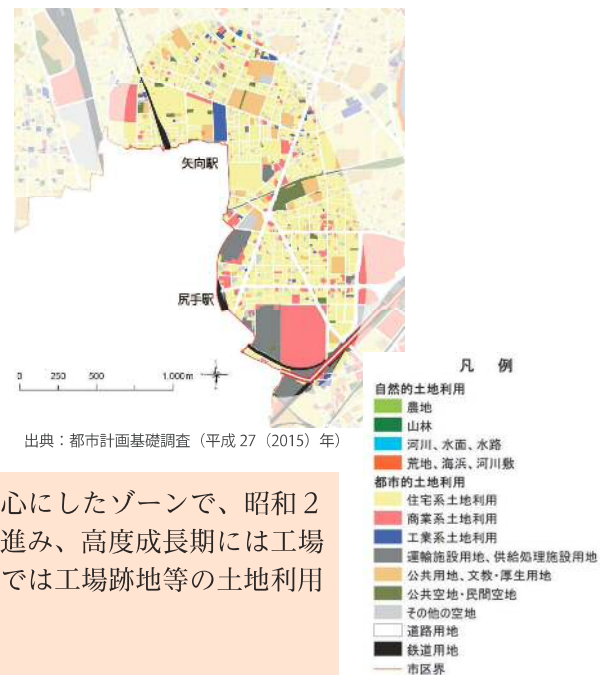 矢向駅
尻手駅
0 250 500 1,000m
出典：都市計画基礎調査（平成 27（2015）年）
心にしたゾーンで、昭和２
進み、高度成長期には工場
では工場跡地等の土地利用
凡 例
自然的土地利用
農地
山林
河川、水面、水路
荒地、海浜、河川敷
都市的土地利用
住宅系土地利用
商業系土地利用
工業系土地利用
運輸施設用地、供給処理施設用地
公共用地、文教・厚生用地
公共空地・民間空地
その他の空地
道路用地
鉄道用地
市区界